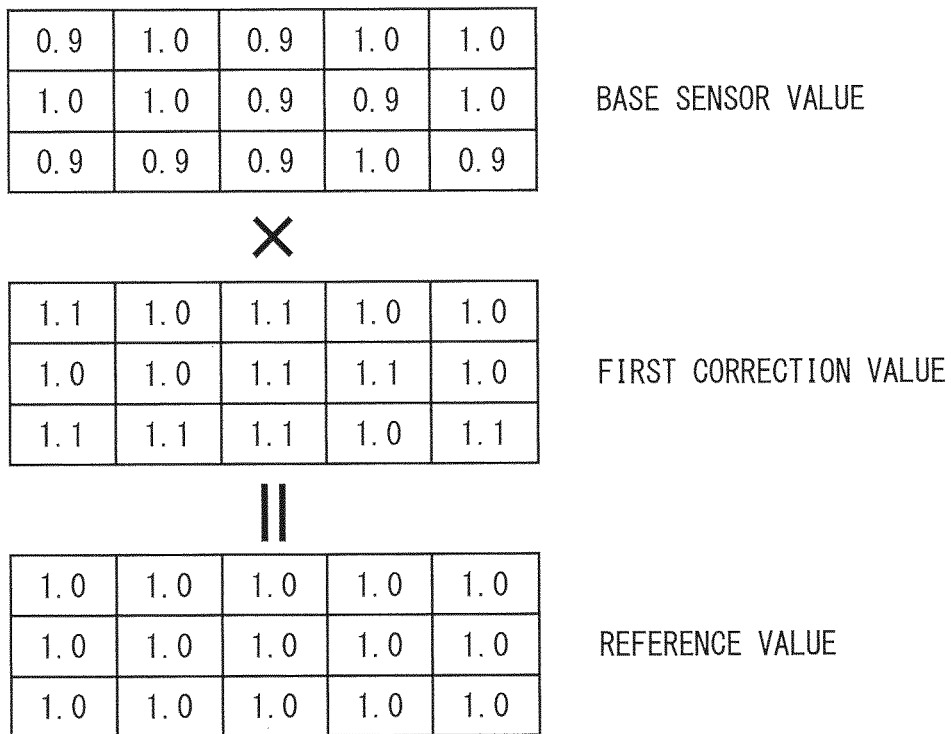 0.9 1.0 0.9 1.0 1.0
1.0 1.0 0.9 0.9 1.0
0.9 0.9 0.9 1.0 0.9
BASE SENSOR VALUE
×
1.1 1.0 1.1 1.0 1.0
1.0 1.0 1.1 1.1 1.0
1.1 1.1 1.1 1.0 1.1
FIRST CORRECTION VALUE
||
1.0 1.0 1.0 1.0 1.0
1.0 1.0 1.0 1.0 1.0
1.0 1.0 1.0 1.0 1.0
REFERENCE VALUE